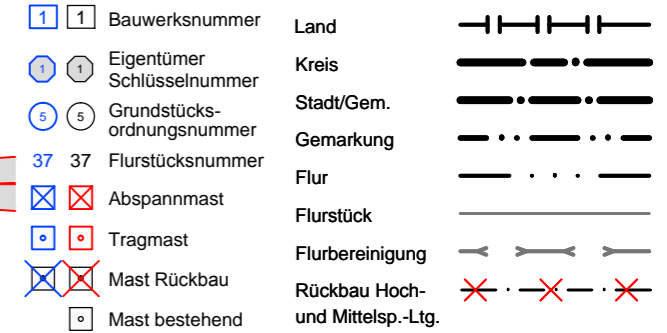 1 1 Bauwerksnummer
1 1 Eigentümer
Schlüsselnummer
5 5 Grundstücks-
ordnungsnummer
37 37 Flurstücksnummer
Abspannmast
Tragmast
Mast Rückbau
Mast bestehend
Land
Kreis
Stadt/Gem.
Gemarkung
Flur
Flurstück
Flurbereinigung
Rückbau Hoch-
und Mittelsp.-Ltg.